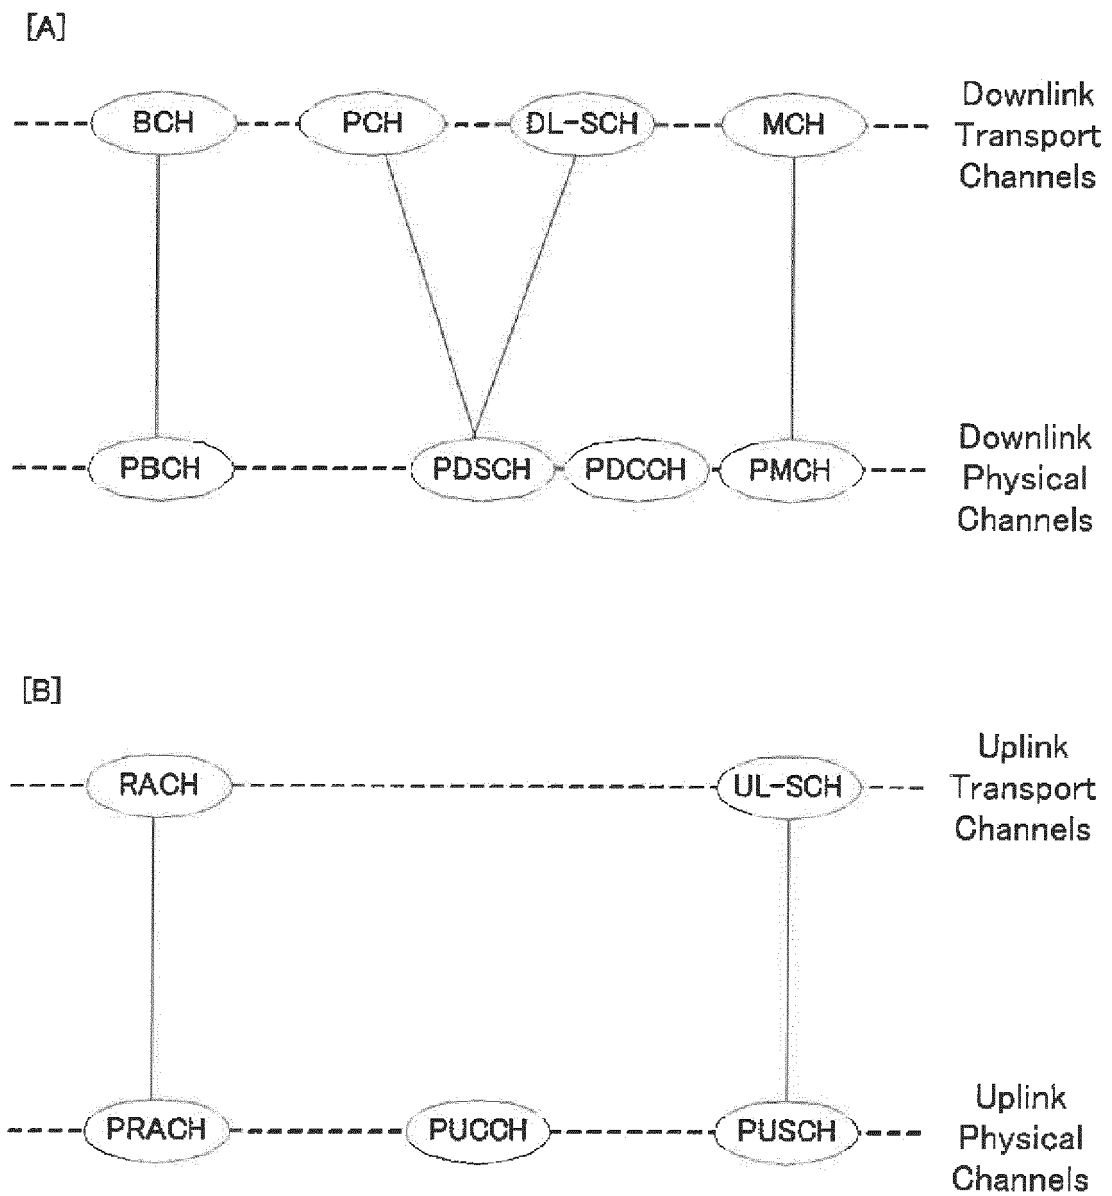 [A]
BCH
PCH
DL-SCH
MCH
Downlink
Transport
Channels
PBCH
PDSCH
PDCCH
PMCH
Downlink
Physical
Channels
[B]
RACH
UL-SCH
Uplink
Transport
Channels
PRACH
PUCCH
PUSCH
Uplink
Physical
Channels